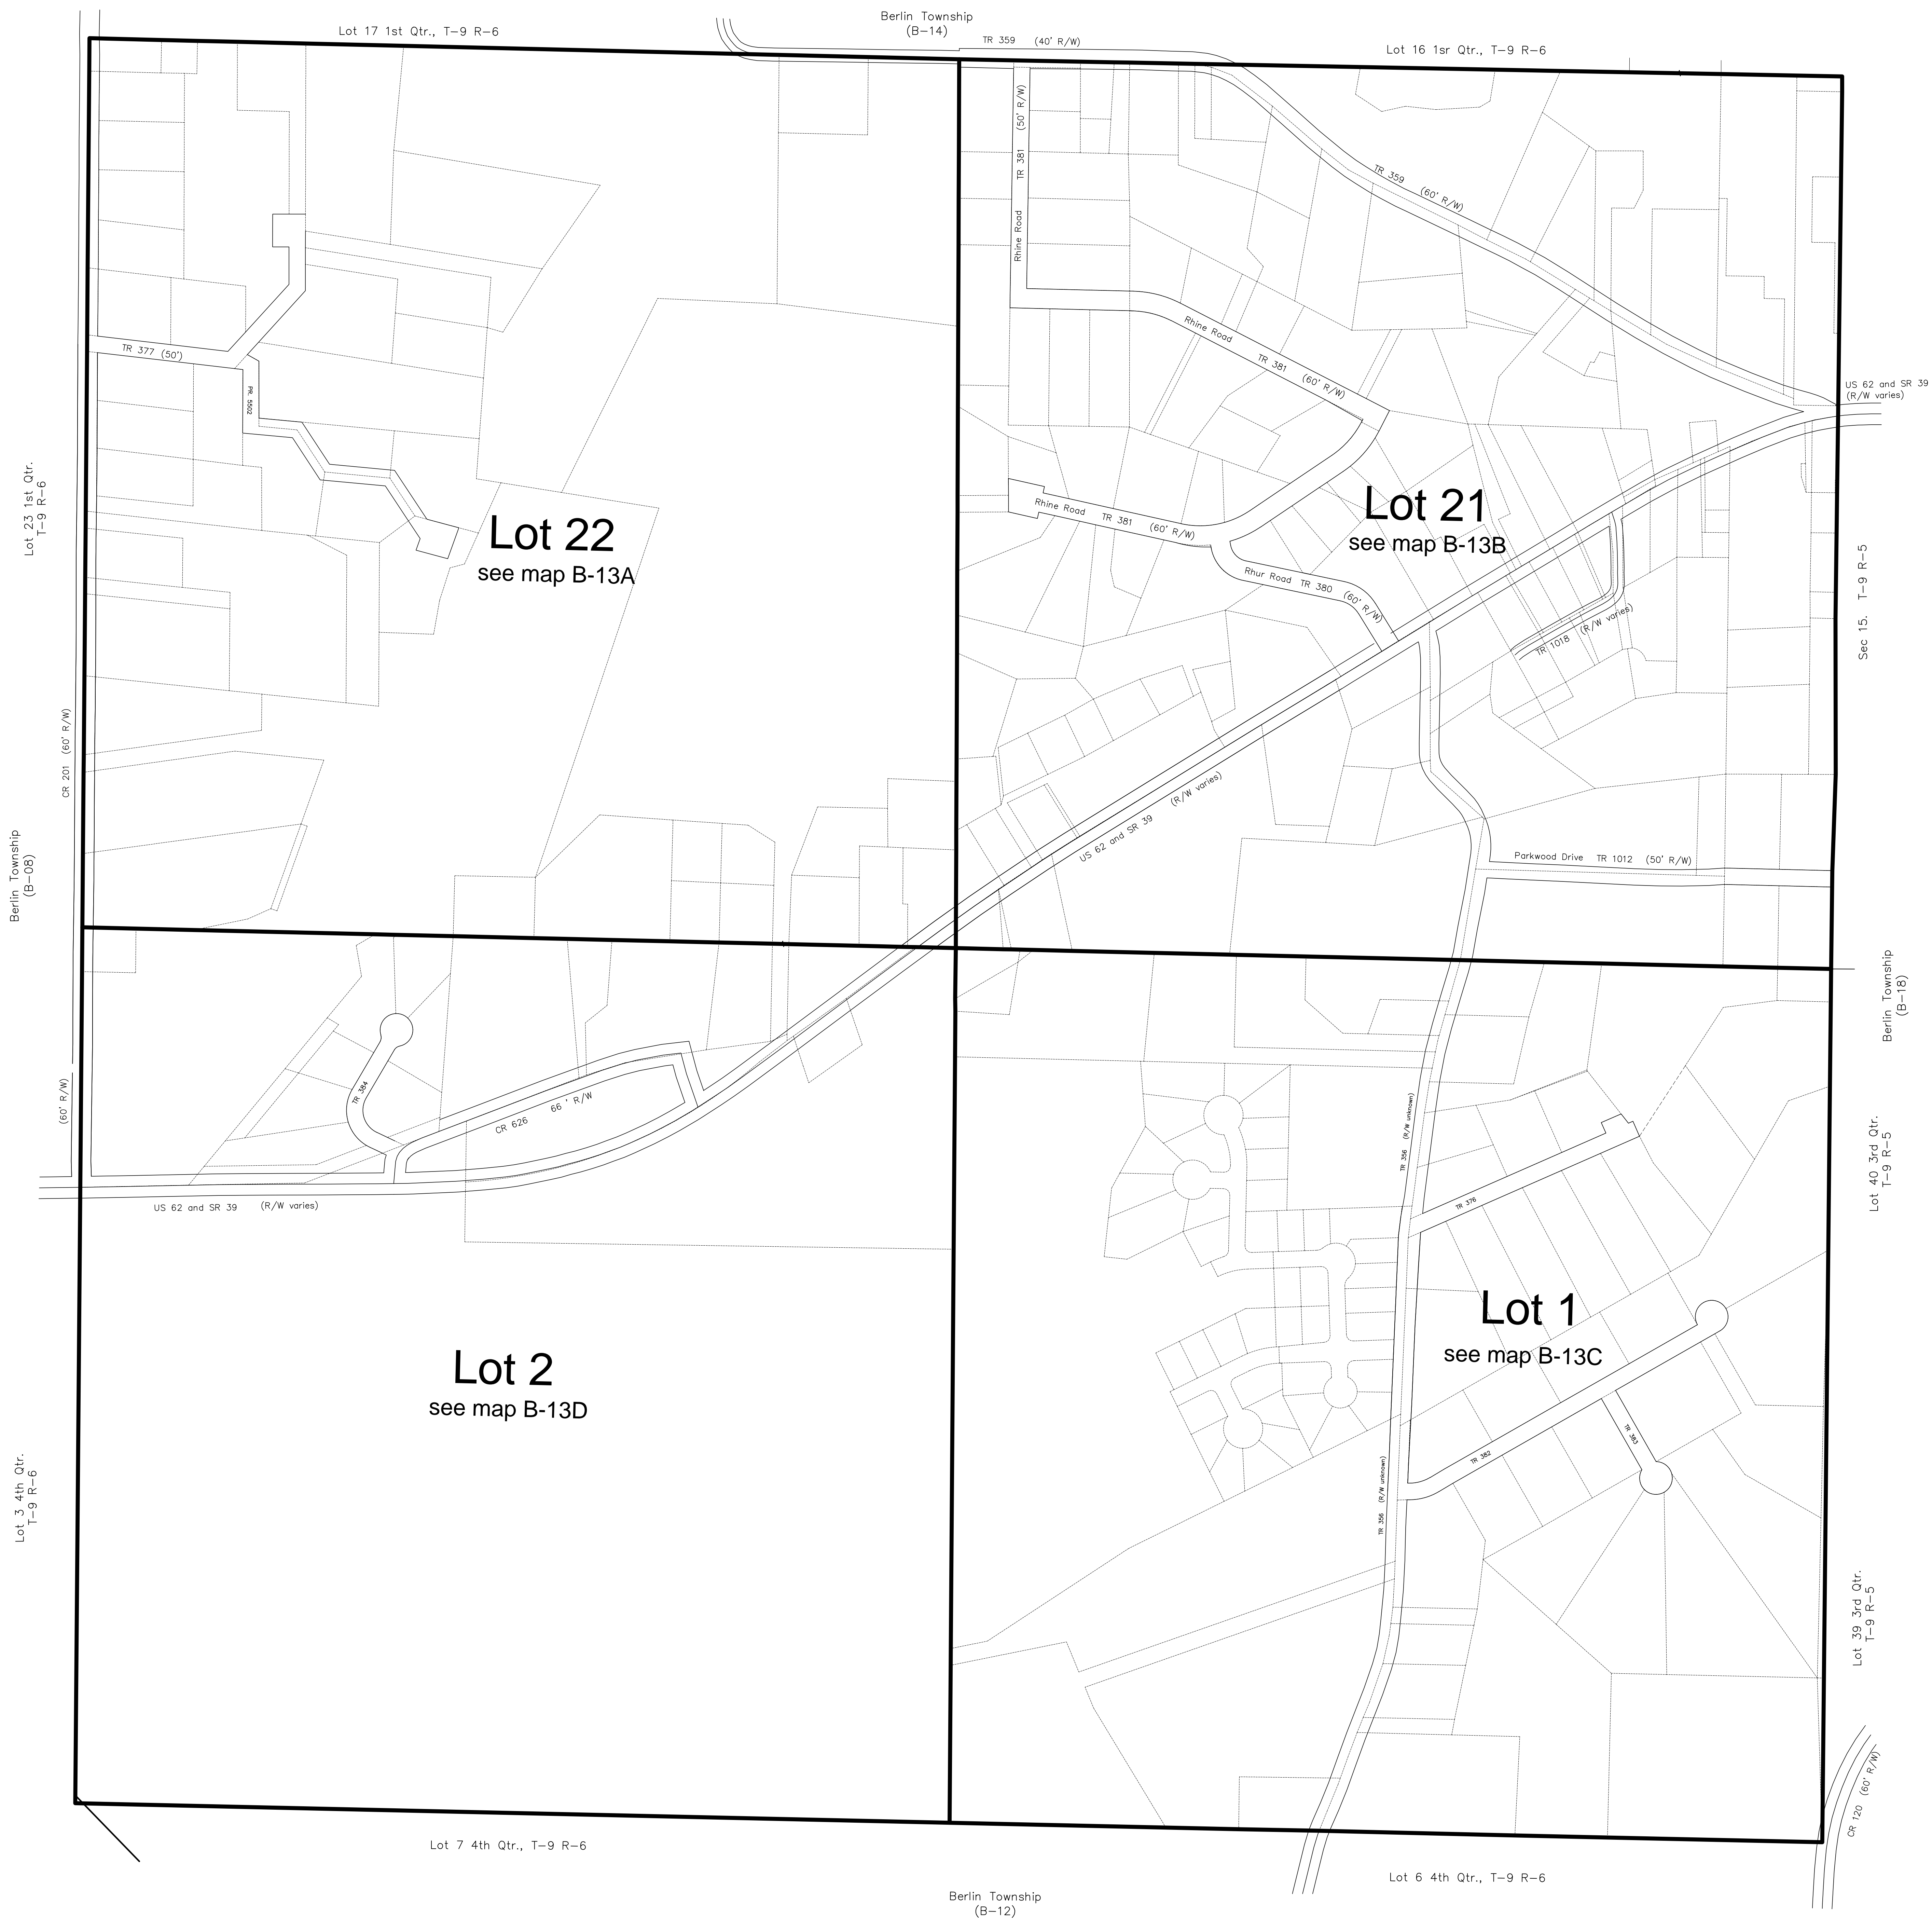 Berlin Township
(B-14)
Lot 17 1st Qtr., T-9 R-6
TR 359 (40' R/W)
Lot 16 1sr Qtr., T-9 R-6
TR 381 (50' R/W)
Rhine Road
TR 359 (60' R/W)
TR 377 (50')
PR. 5502
Rhine Road TR 381 (60' R/W)
US 62 and SR 39
(R/W varies)
Lot 23 1st Qtr.
T-9 R-6
Lot 22
see map B-13A
Lot 21
see map B-13B
Rhine Road TR 381 (60' R/W)
Rhur Road TR 380 (60' R/W)
TR 1018 (R/W varies)
Sec 15. T-9 R-5
CR 201 (60' R/W)
US 62 and SR 39 (R/W varies)
Parkwood Drive TR 1012 (50' R/W)
Berlin Township
(B-08)
Berlin Township
(B-18)
(60' R/W)
TR 384
CR 626 66 ' R/W
US 62 and SR 39 (R/W varies)
TR 356 (R/W unknown)
TR 376
Lot 40 3rd Qtr.
T-9 R-5
Lot 1
see map B-13C
Lot 2
see map B-13D
TR 382
TR 383
TR 356 (R/W unknown)
Lot 3 4th Qtr.
T-9 R-6
Lot 39 3rd Qtr.
T-9 R-5
CR 120 (60' R/W)
Lot 7 4th Qtr., T-9 R-6
Lot 6 4th Qtr., T-9 R-6
Berlin Township
(B-12)